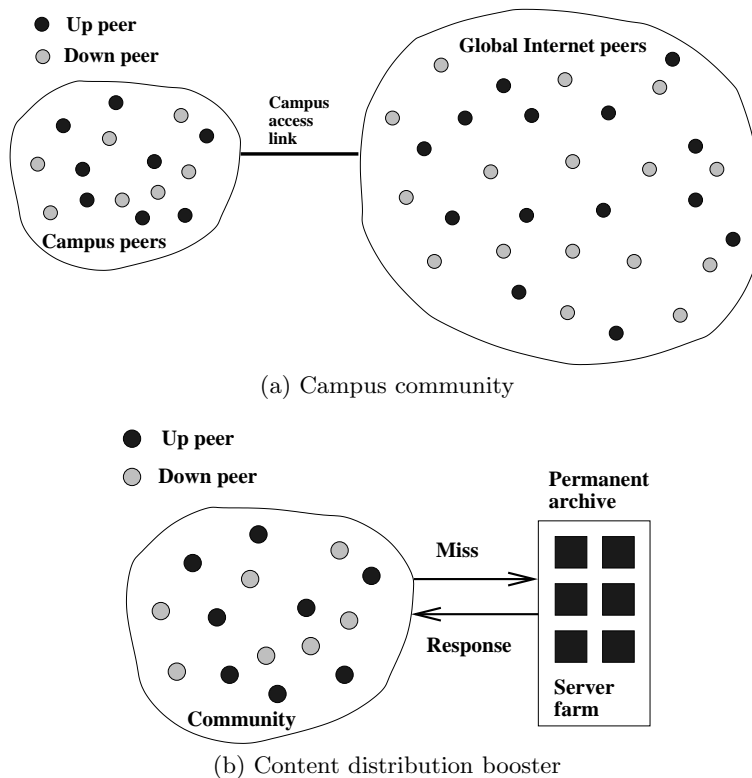 Up peer
Down peer
Global Internet peers
Campus
access
link
Campus peers
(a) Campus community
Up peer
Down peer
Permanent
archive
Miss
Response
Server
farm
Community
(b) Content distribution booster